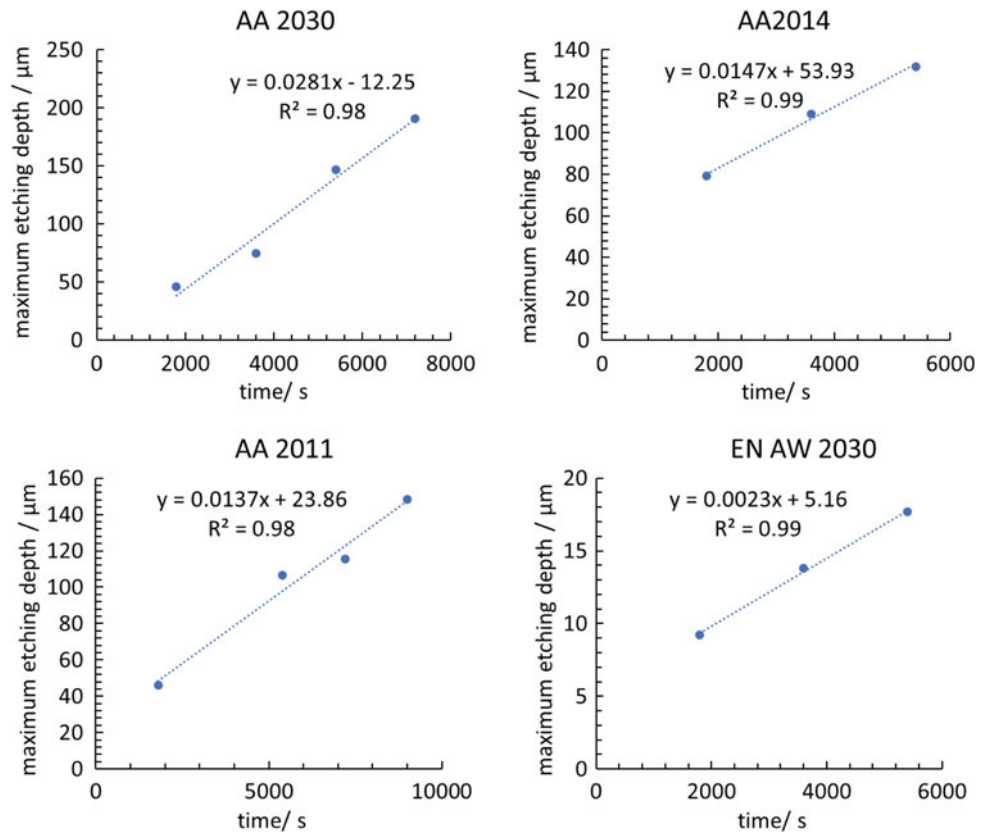 AA 2030
maximum etching depth / µm
250
200
150
100
50
0
y = 0.0281x - 12.25
R² = 0.98
0 2000 4000 6000 8000
time/ s
AA2014
maximum etching depth / µm
140
120
100
80
60
40
20
0
y = 0.0147x + 53.93
R² = 0.99
0 2000 4000 6000
time/ s
AA 2011
maximum etching depth / µm
160
140
120
100
80
60
40
20
0
y = 0.0137x + 23.86
R² = 0.98
0 5000 10000
time/ s
EN AW 2030
maximum etching depth / µm
20
15
10
5
0
y = 0.0023x + 5.16
R² = 0.99
0 2000 4000 6000
time/ s